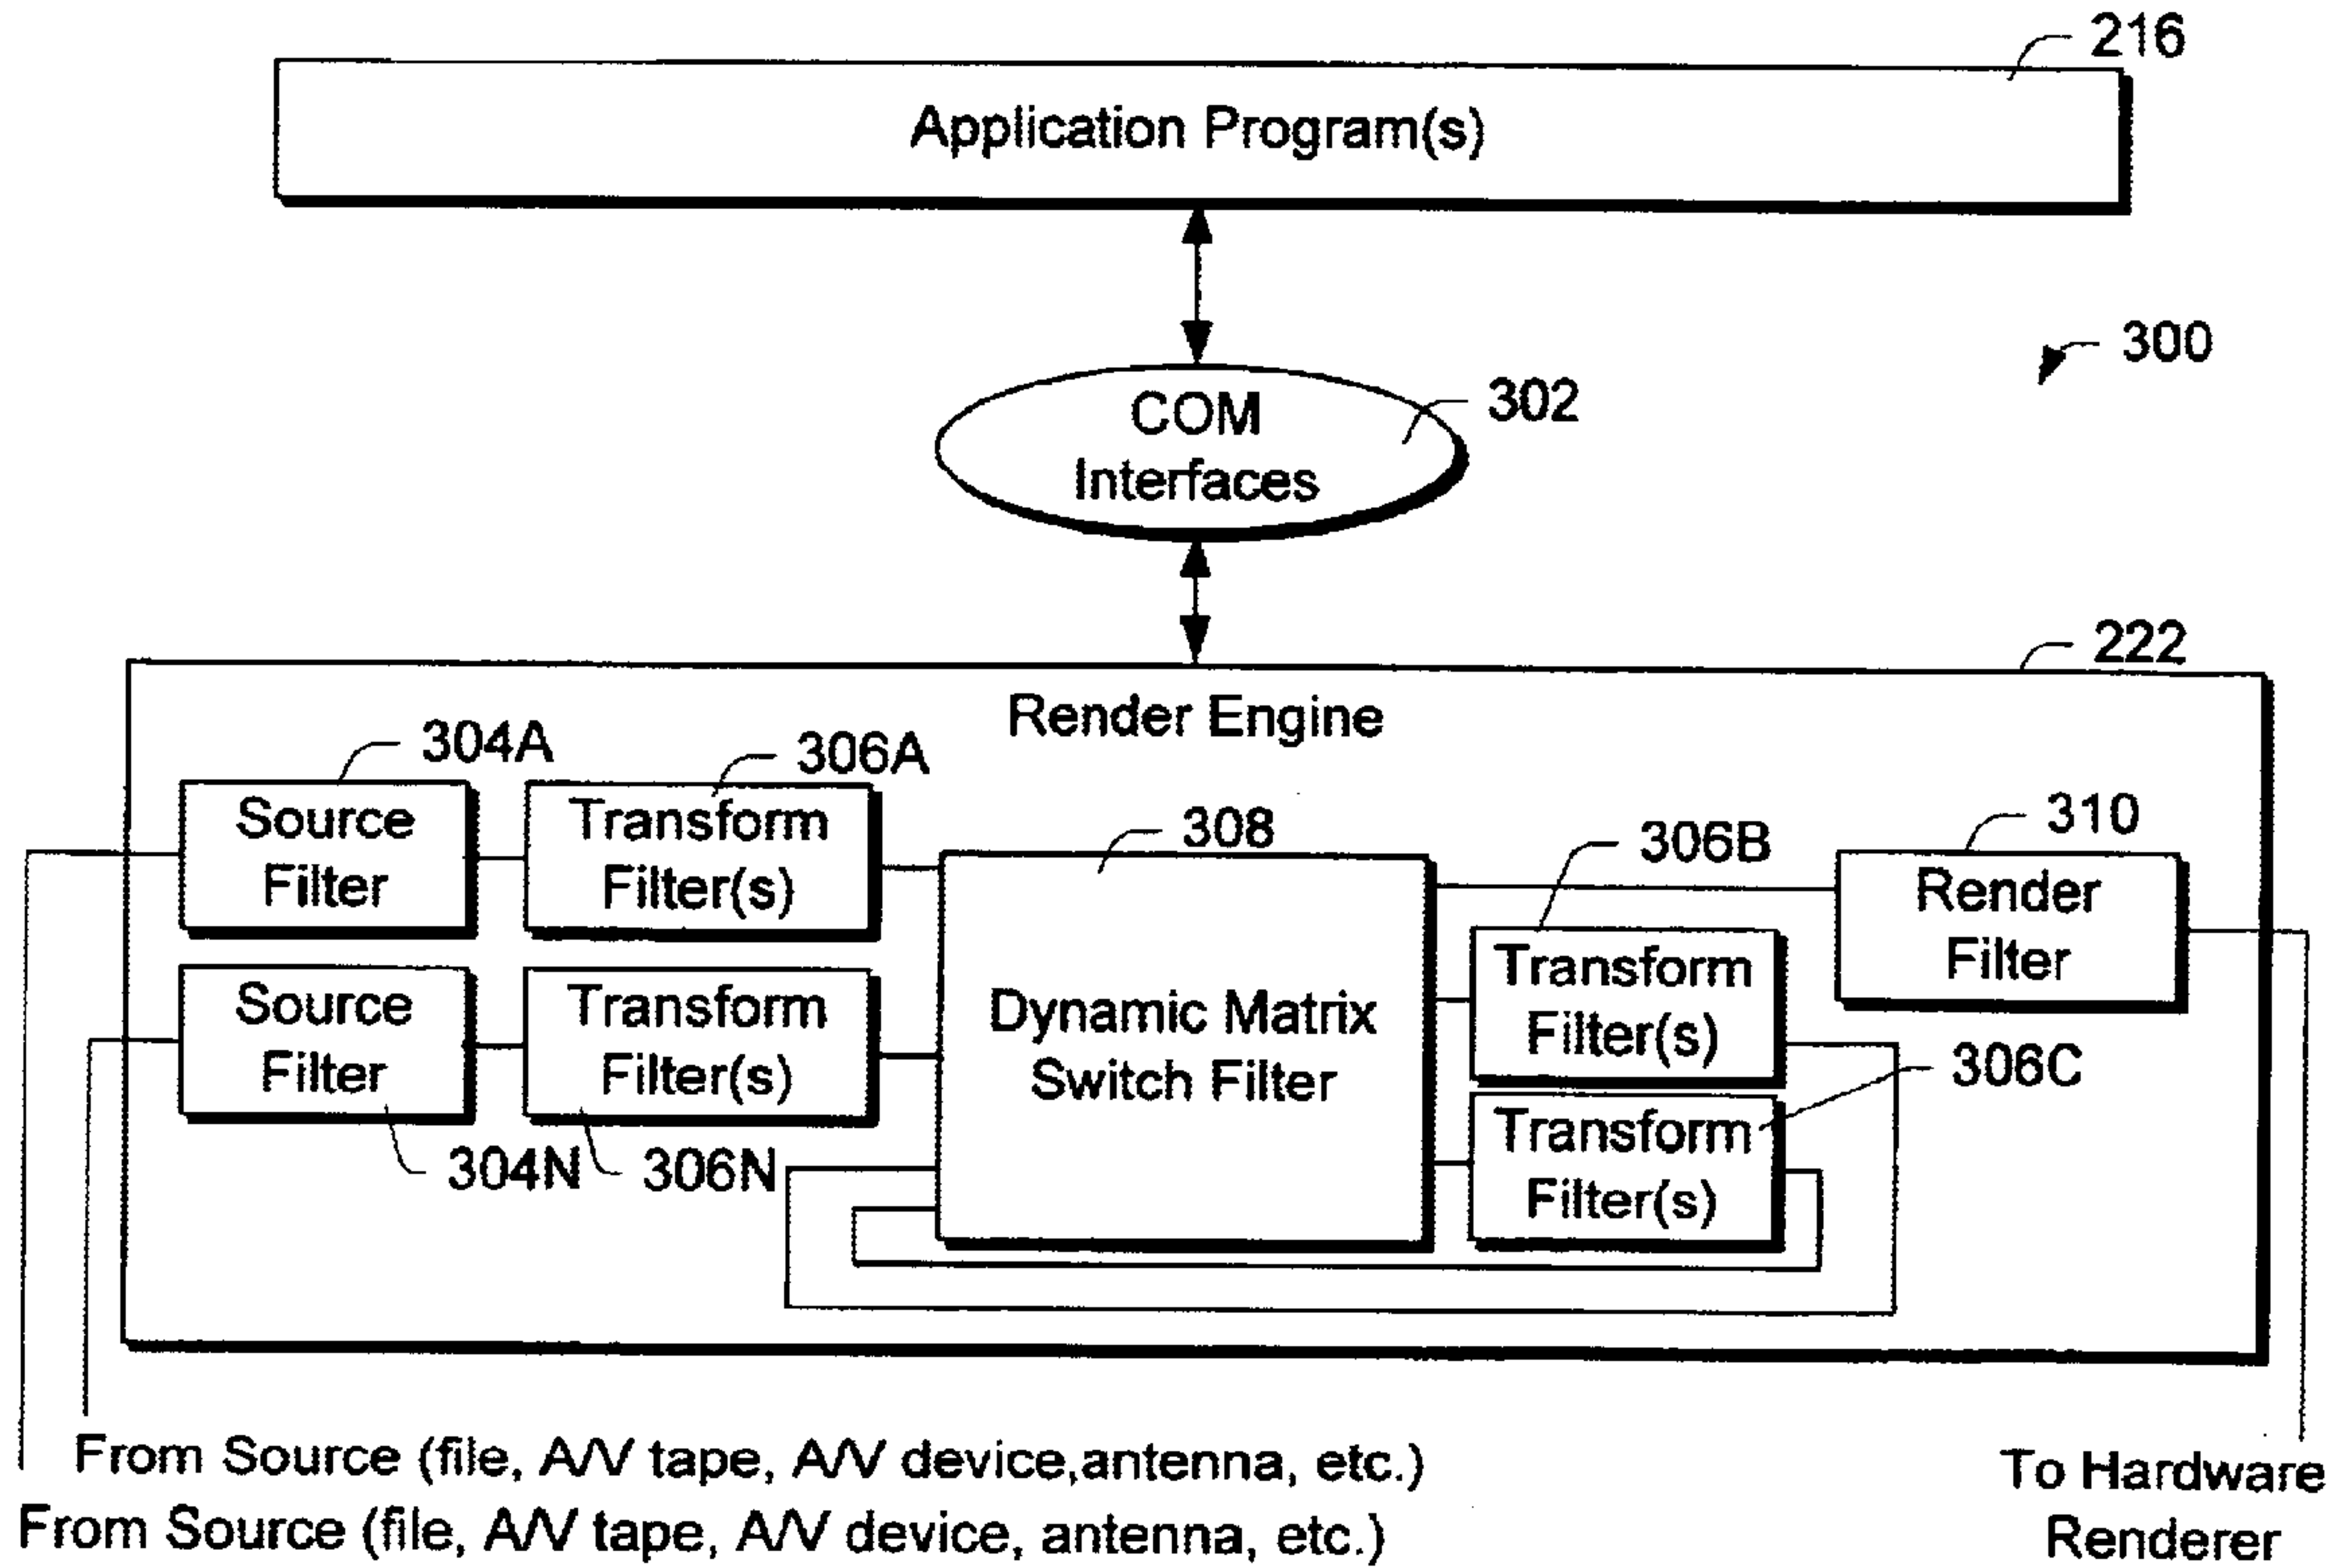 216
Application Program(s)
300
COM
Interfaces
302
222
Render Engine
304A
306A
308
306B
310
Source
Filter
Transform
Filter(s)
Render
Filter
Source
Filter
Transform
Filter(s)
Dynamic Matrix
Switch Filter
Transform
Filter(s)
306C
Transform
Filter(s)
304N
306N
From Source (file, A/V tape, A/V device,antenna, etc.)
From Source (file, A/V tape, A/V device, antenna, etc.)
To Hardware
Renderer